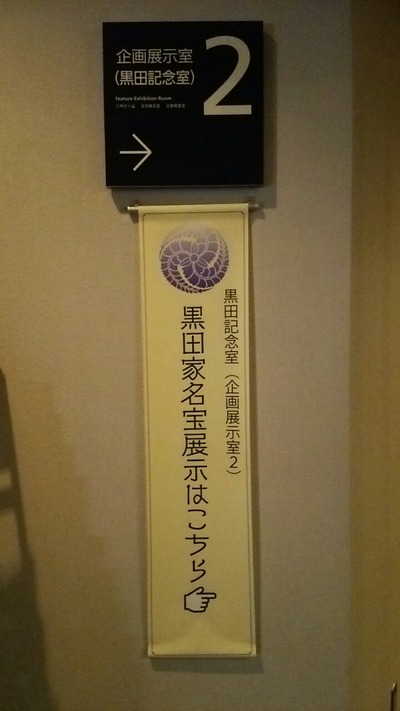 企画展示室
(黒田記念室)
2
Feature Exhibition Room
黒田記念室（企画展示室2）
黒田家名宝展示はこちら